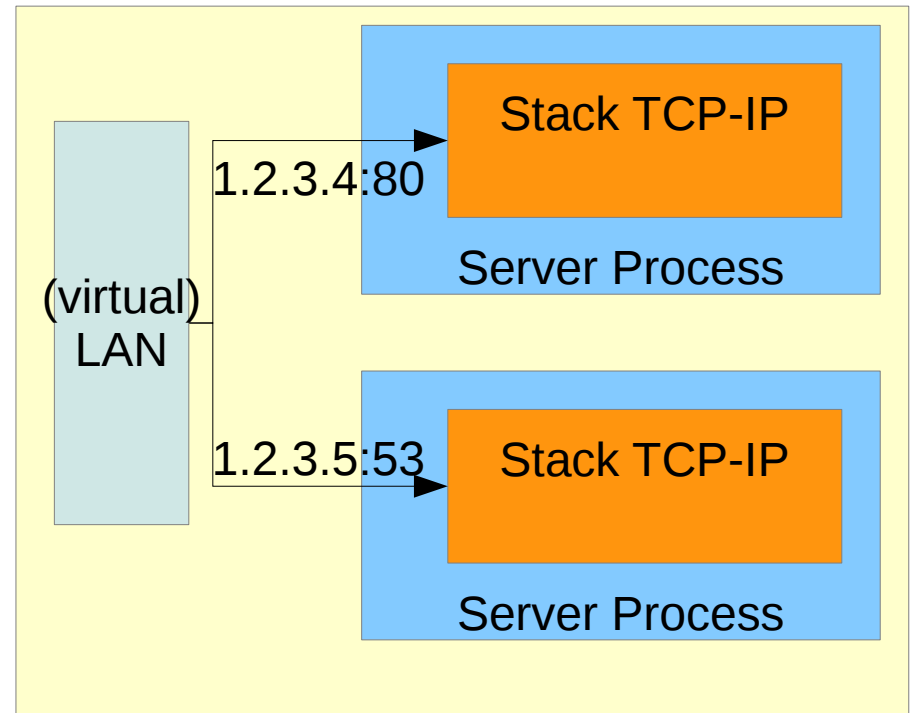 Stack TCP-IP
1.2.3.4:80
Server Process
(virtual)
LAN
1.2.3.5:53
Stack TCP-IP
Server Process